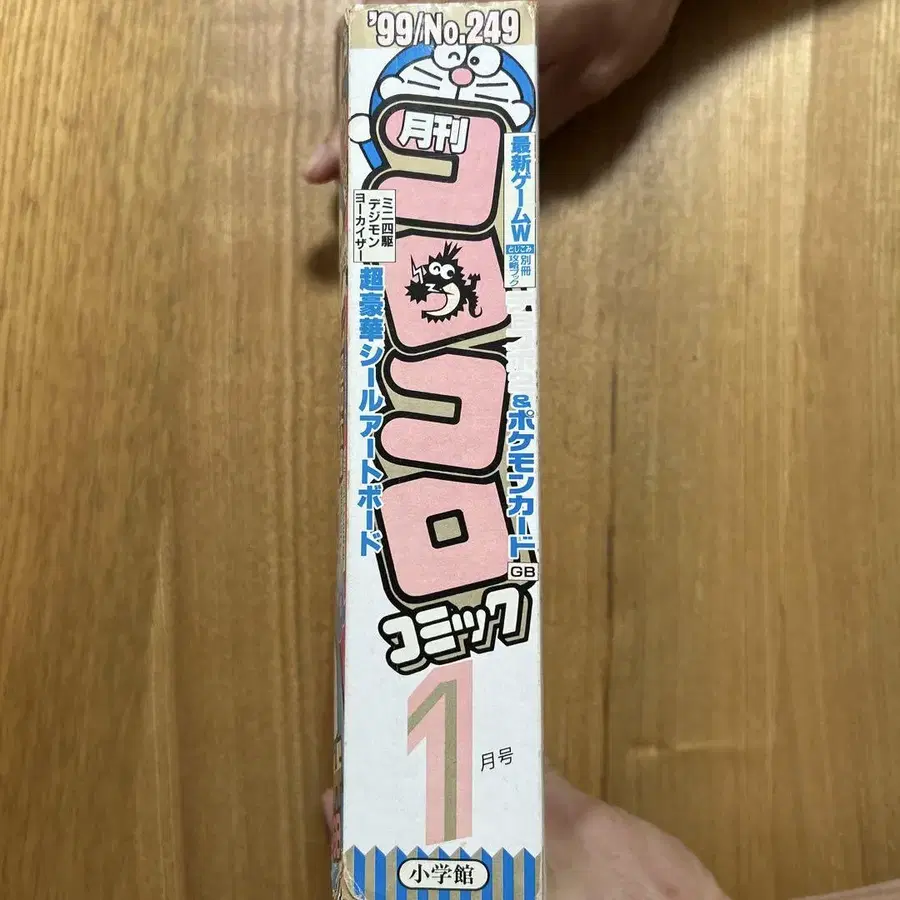 '99/No.249
月刊
コロコロ
コミック
最新ゲームW
とじこみ
別冊
攻略ブック
&ポケモンカード
GB
ミニ四駆
デジモン
ヨーカイザー
超豪華シールアートボード
1
月号
小学館